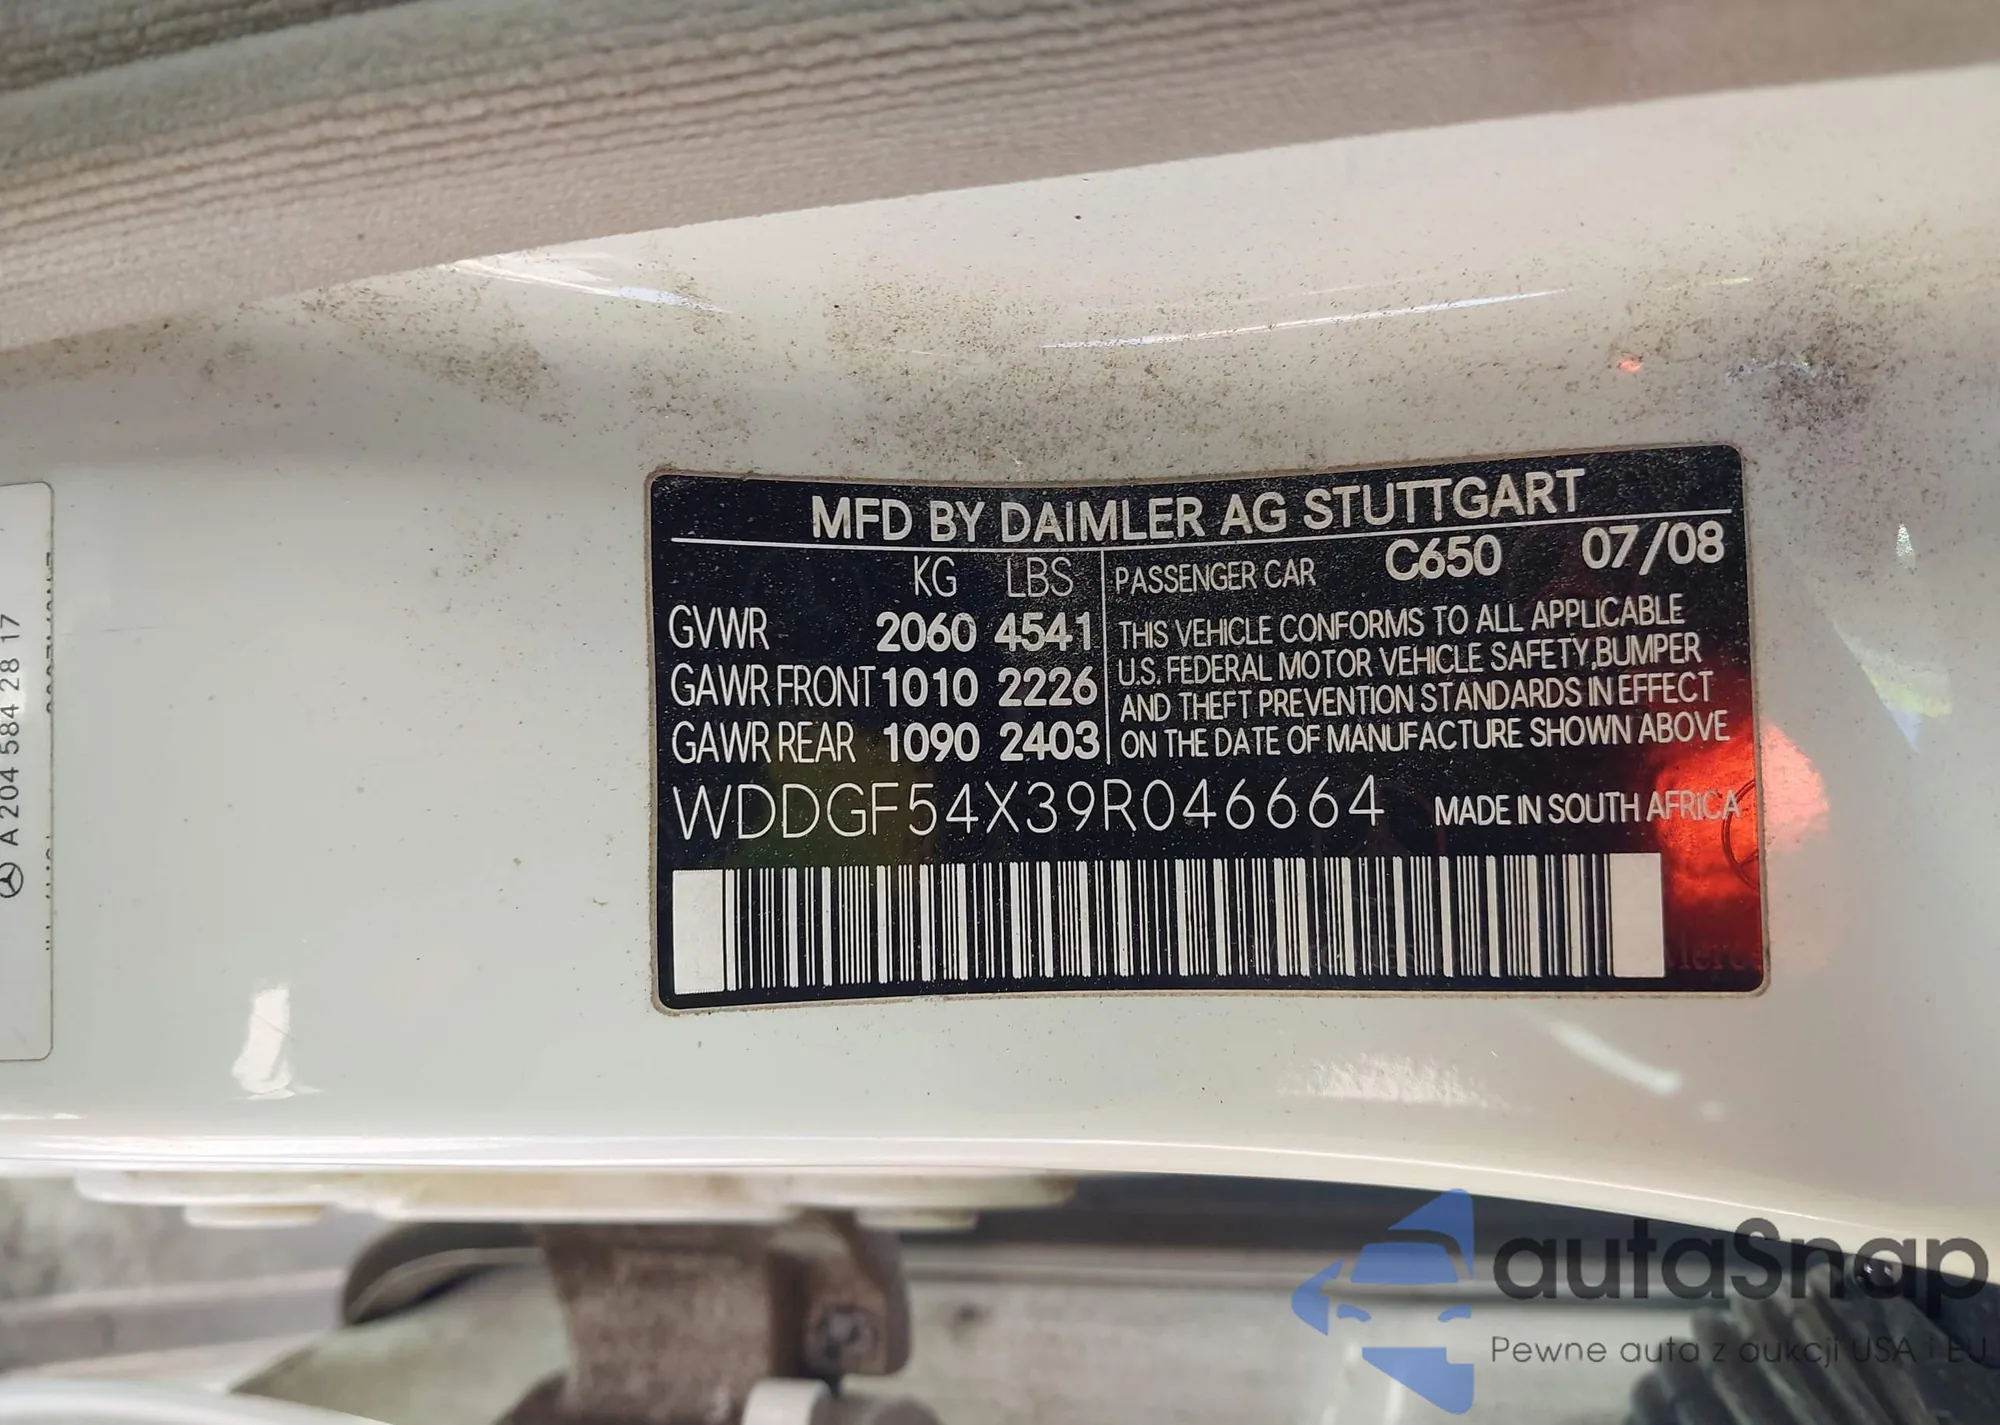 MFD BY DAIMLER AG STUTTGART
KG LBS PASSENGER CAR C650 07/08
GVWR 2060 4541
GAWR FRONT 1010 2226
GAWR REAR 1090 2403
THIS VEHICLE CONFORMS TO ALL APPLICABLE
U.S. FEDERAL MOTOR VEHICLE SAFETY,BUMPER
AND THEFT PREVENTION STANDARDS IN EFFECT
ON THE DATE OF MANUFACTURE SHOWN ABOVE
WDDGF54X39R046664 MADE IN SOUTH AFRICA
A 204 584 28 17
autaSnap
Pewne auta z aukcji USA i EU